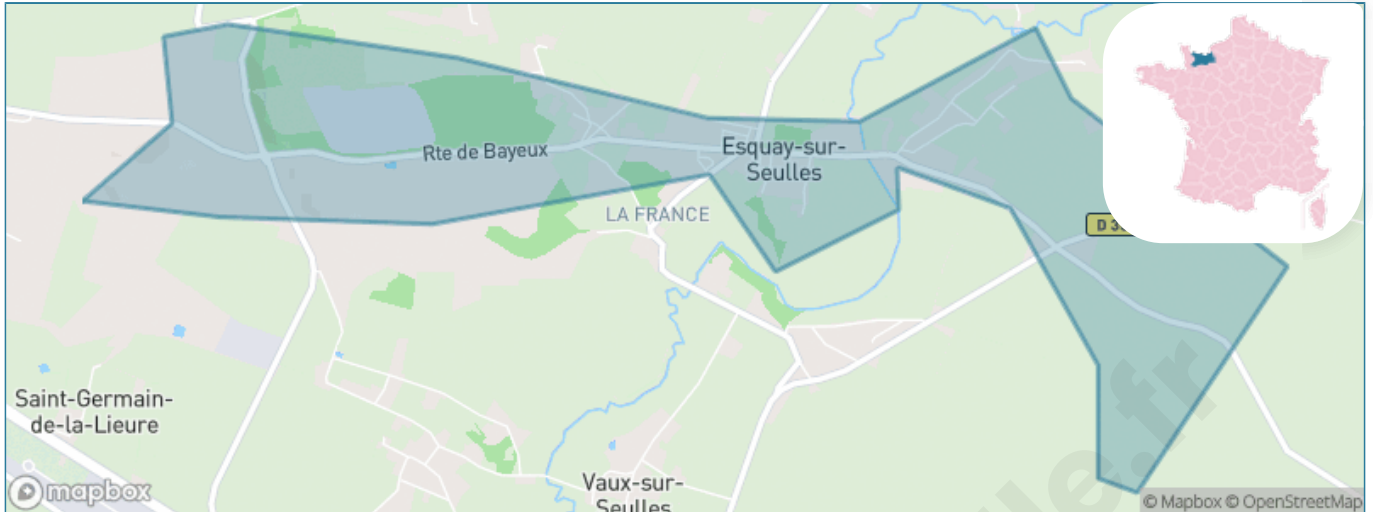 Rte de Bayeux
Esquay-sur-
Seulles
LA FRANCE
Saint-Germain-
de-la-Lieure
Vaux-sur-
Seulles
mapbox
© Mapbox © OpenStreetMap